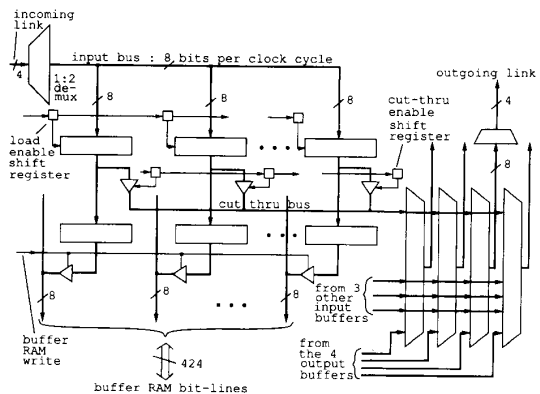 incoming
link
4
1:2
de-
mux
input bus : 8 bits per clock cycle
8
8
8
load
enable
shift
register
cut-thru
enable
shift
register
outgoing link
4
8
cut thru bus
8
8
8
buffer
RAM
write
424
buffer RAM bit-lines
from 3
other
input
buffers
from
the 4
output
buffers